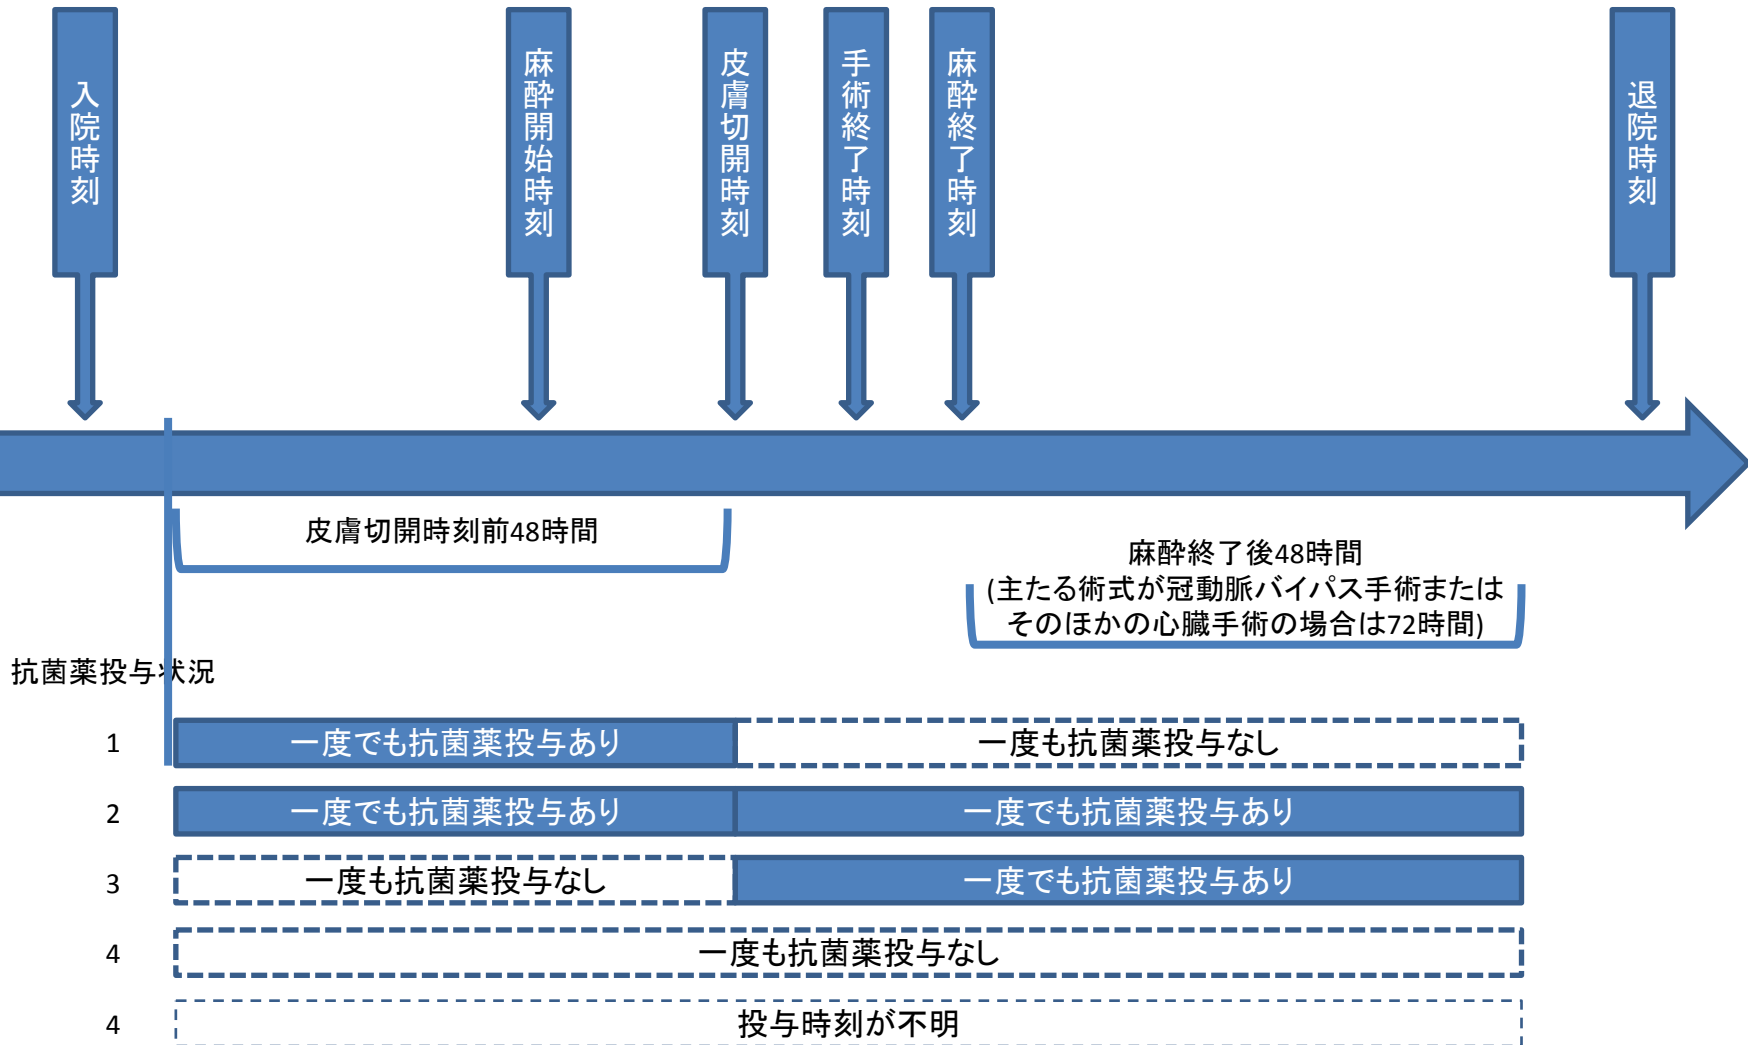 入院時刻
麻酔開始時刻
皮膚切開時刻
手術終了時刻
麻酔終了時刻
退院時刻
皮膚切開時刻前48時間
麻酔終了後48時間
(主たる術式が冠動脈バイパス手術または
そのほかの心臓手術の場合は72時間)
抗菌薬投与状況
1 一度でも抗菌薬投与あり 一度も抗菌薬投与なし
2 一度でも抗菌薬投与あり 一度でも抗菌薬投与あり
3 一度も抗菌薬投与なし 一度でも抗菌薬投与あり
4 一度も抗菌薬投与なし
4 投与時刻が不明